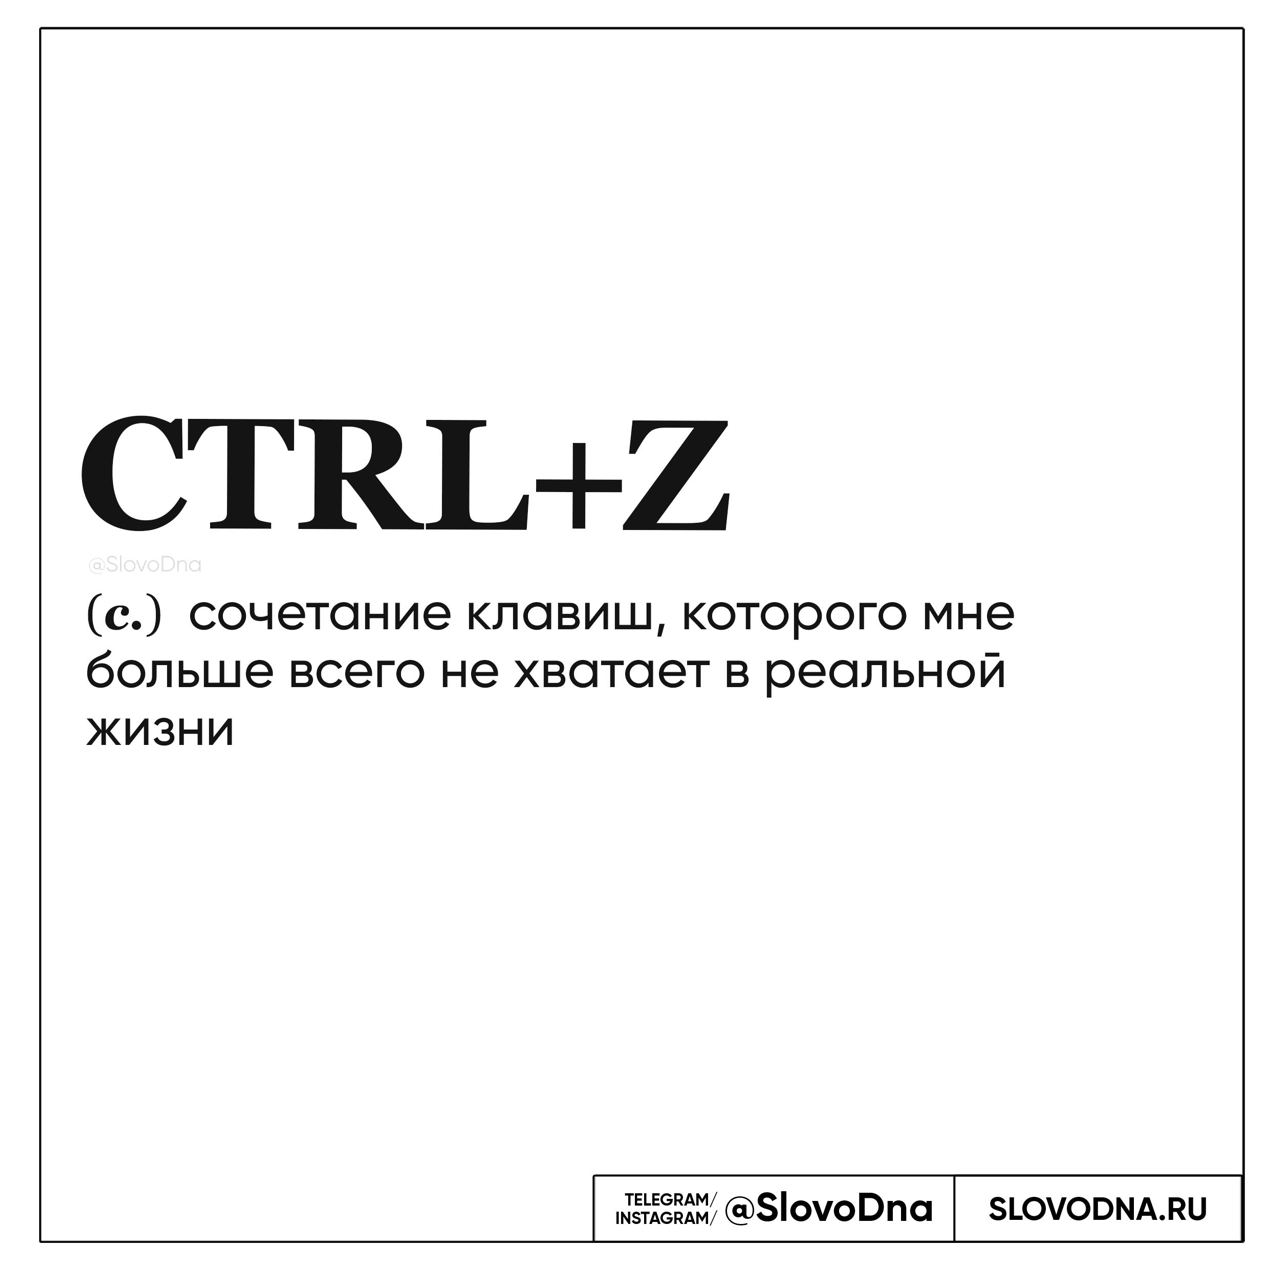 CTRL+Z
@SlovoDna
(с.) сочетание клавиш, которого мне
больше всего не хватает в реальной
жизни
TELEGRAM/
INSTAGRAM/
@SlovoDna
SLOVODNA.RU